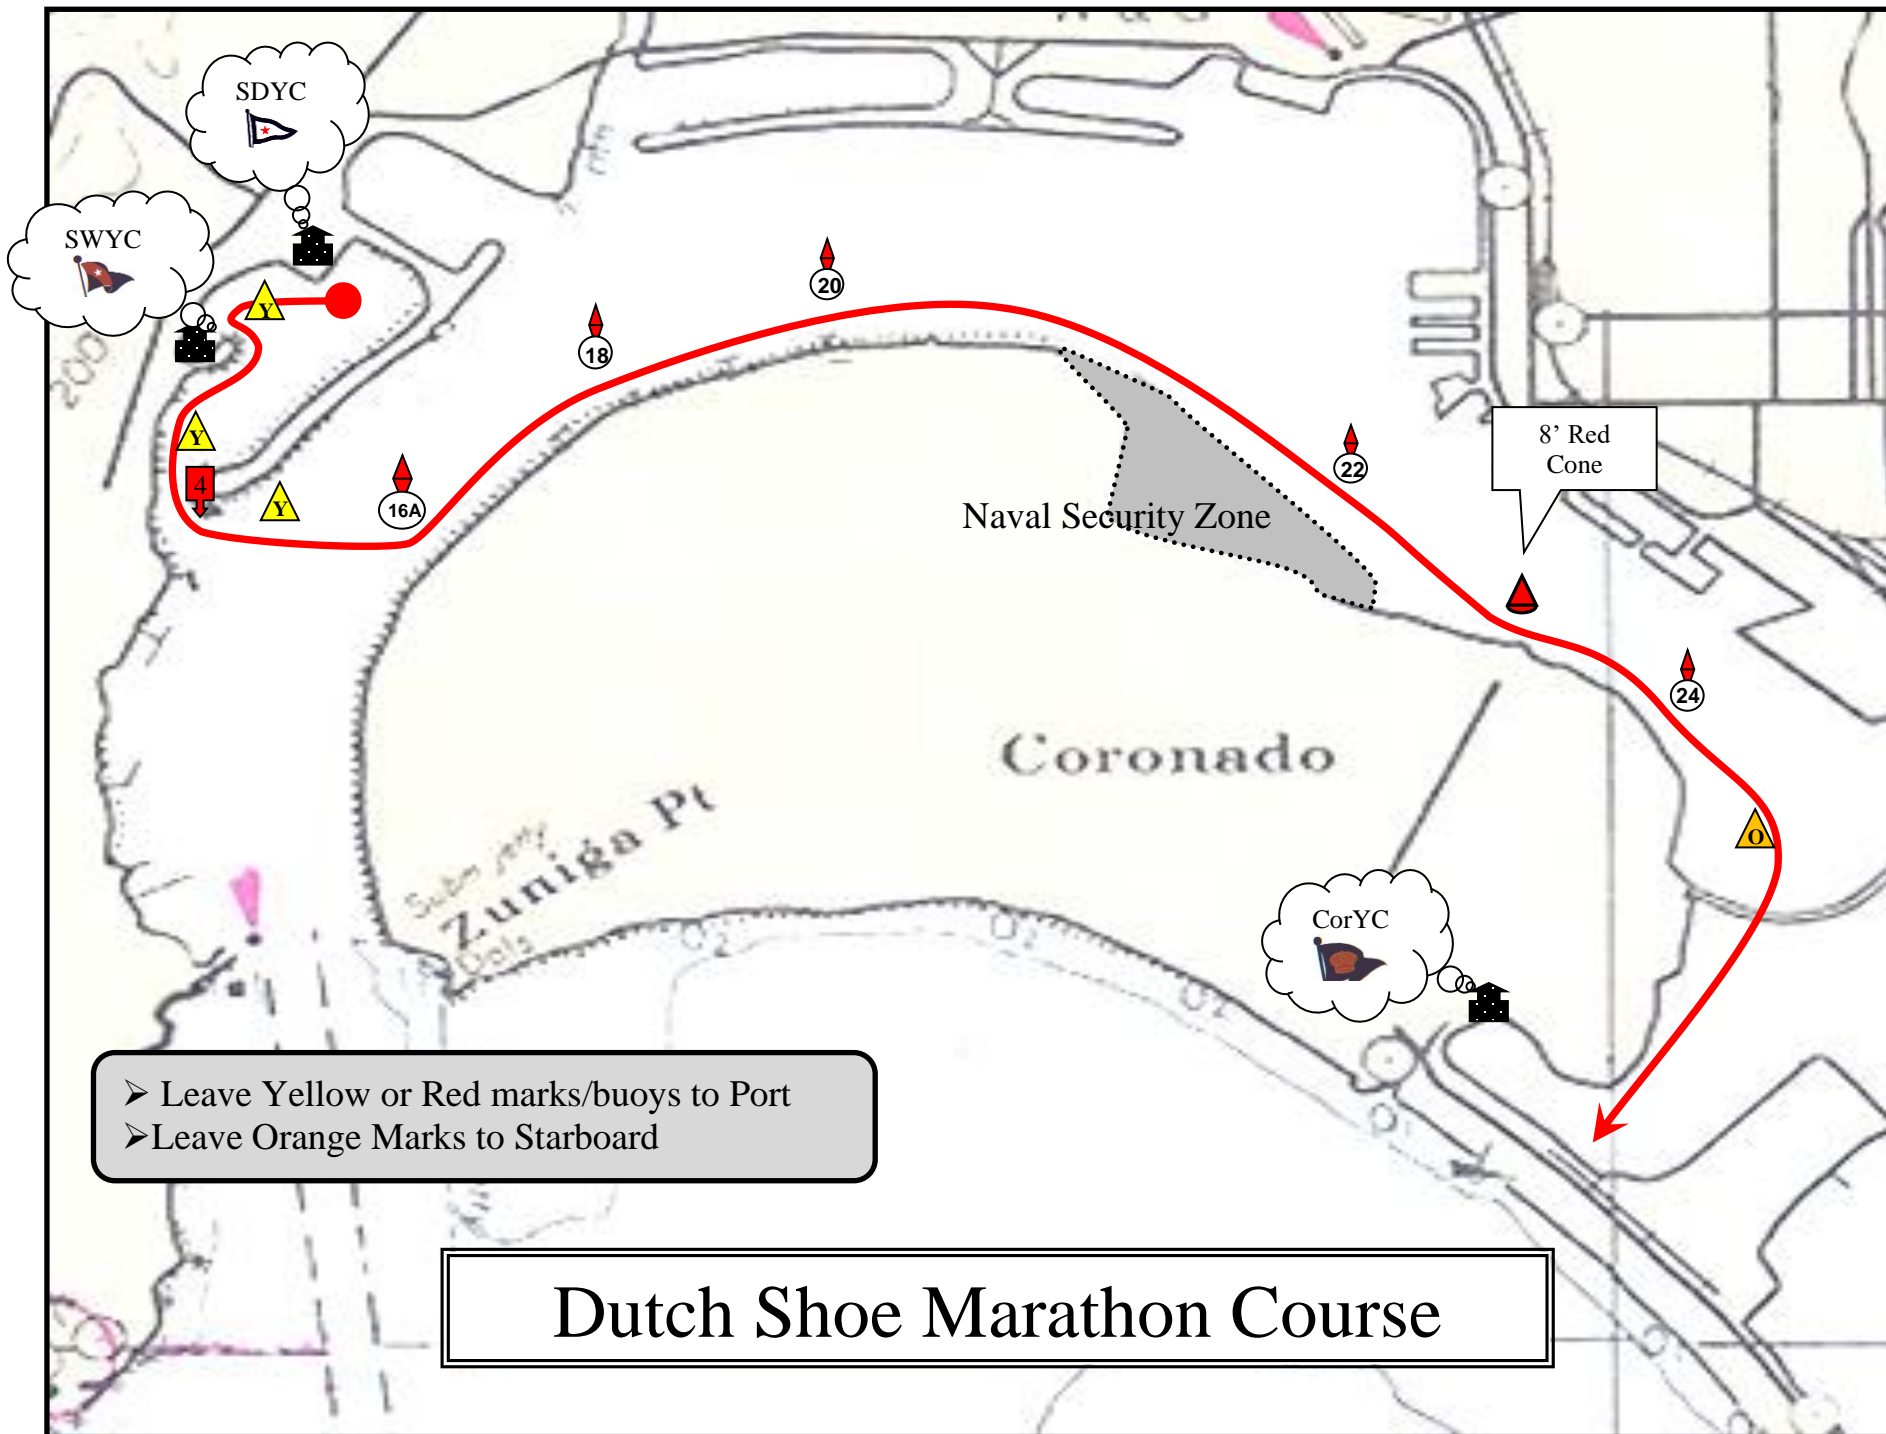 SDYC
SWYC
200
Y
20
18
Y
4
Y
16A
22
8’ Red
Cone
Naval Security Zone
24
Coronado
O
Zuniga Pt
CorYC
➢ Leave Yellow or Red marks/buoys to Port
➢Leave Orange Marks to Starboard
Dutch Shoe Marathon Course